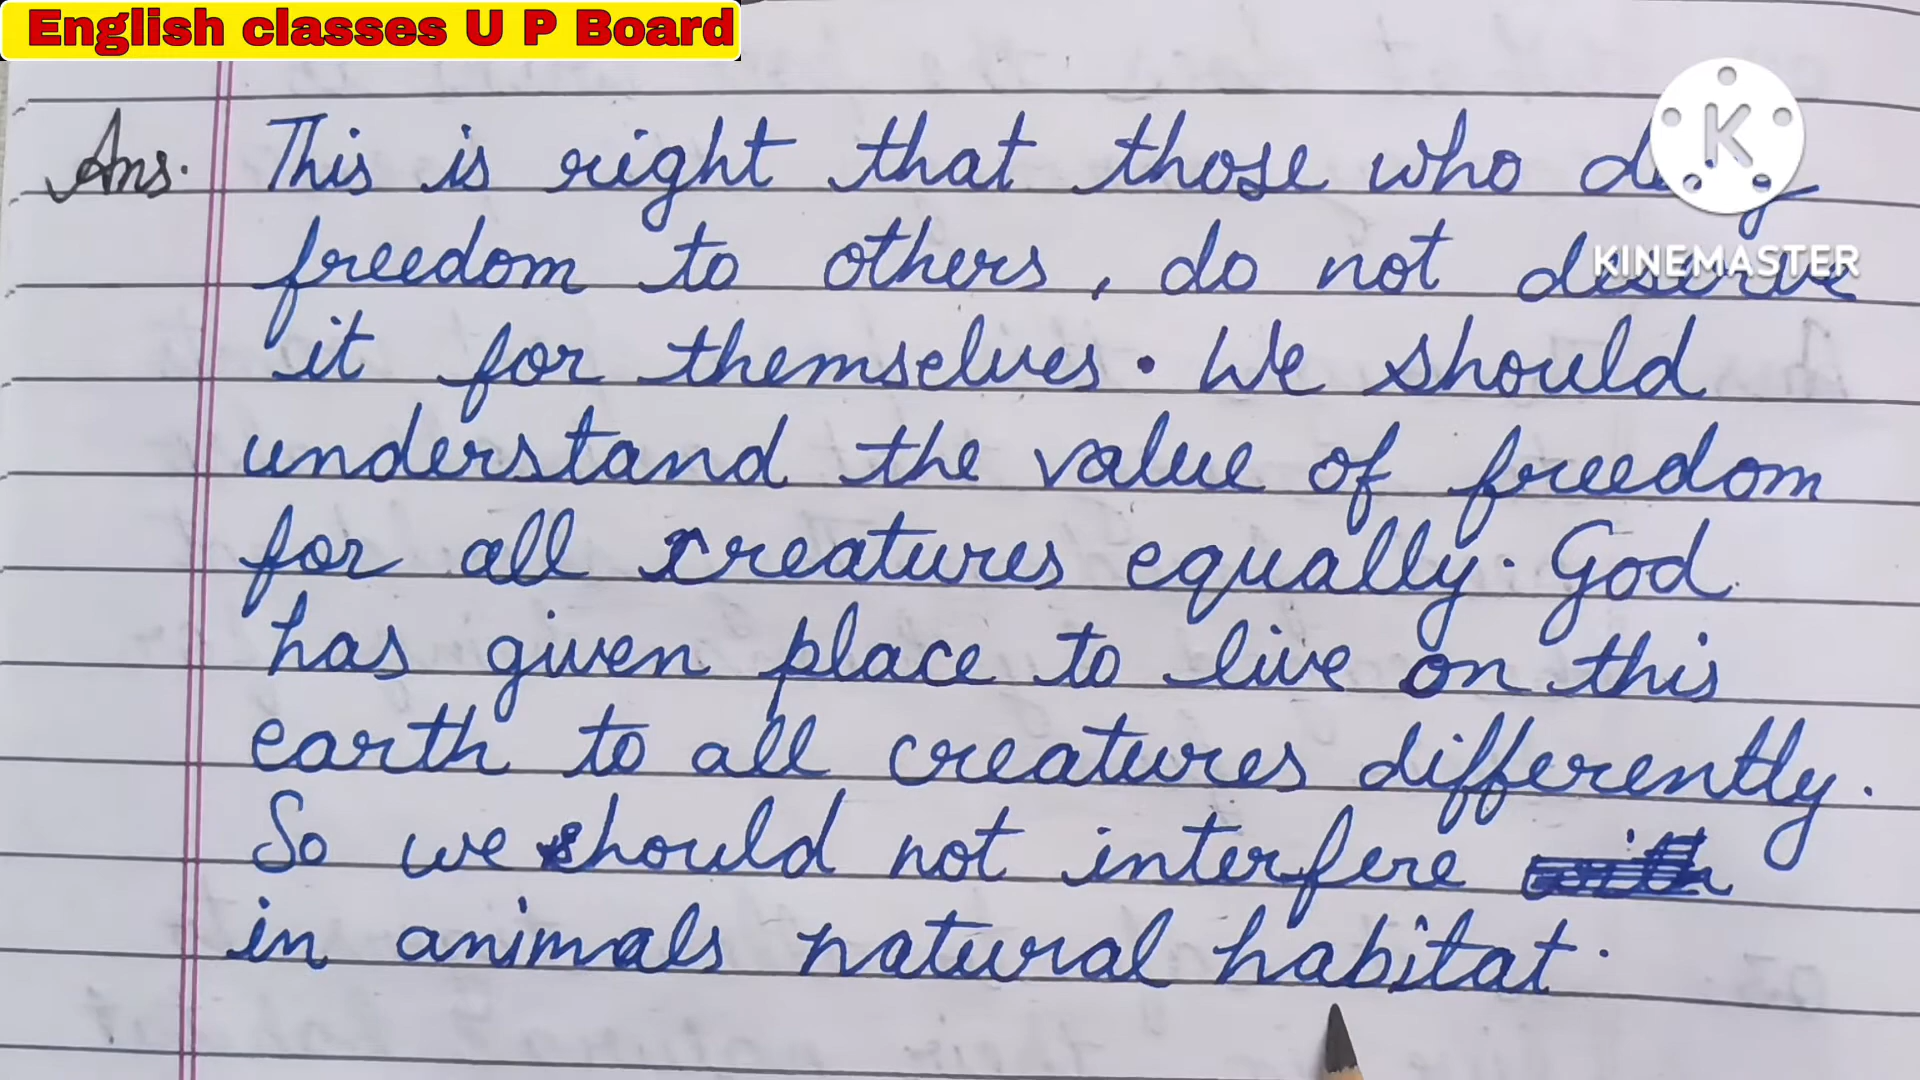 English classes U P Board
Ans. This is right that those who deny
freedom to others, do not deserve
it for themselves. We should
understand the value of freedom
for all creatures equally. God
has given place to live on this
earth to all creatures differently.
So we should not interfere
in animals natural habitat.
K
KINEMASTER